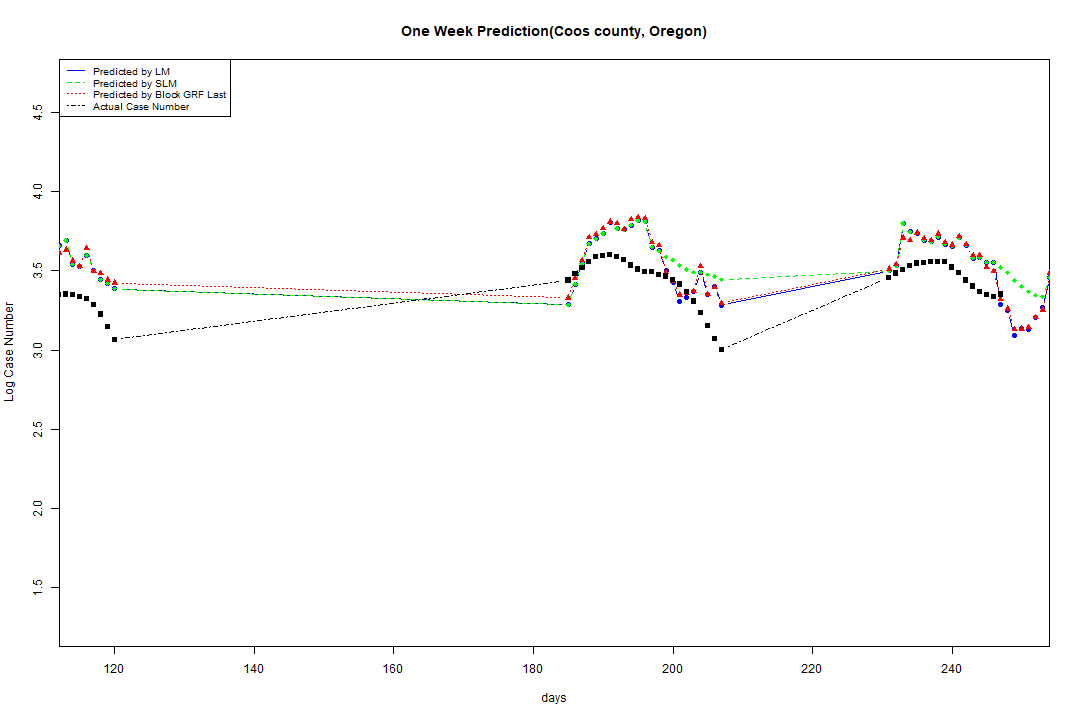 One Week Prediction(Coos county, Oregon)
Predicted by LM
Predicted by SLM
Predicted by Block GRF Last
Actual Case Number
4.5
4.0
3.5
3.0
2.5
2.0
1.5
Log Case Number
120
140
160
180
200
220
240
days